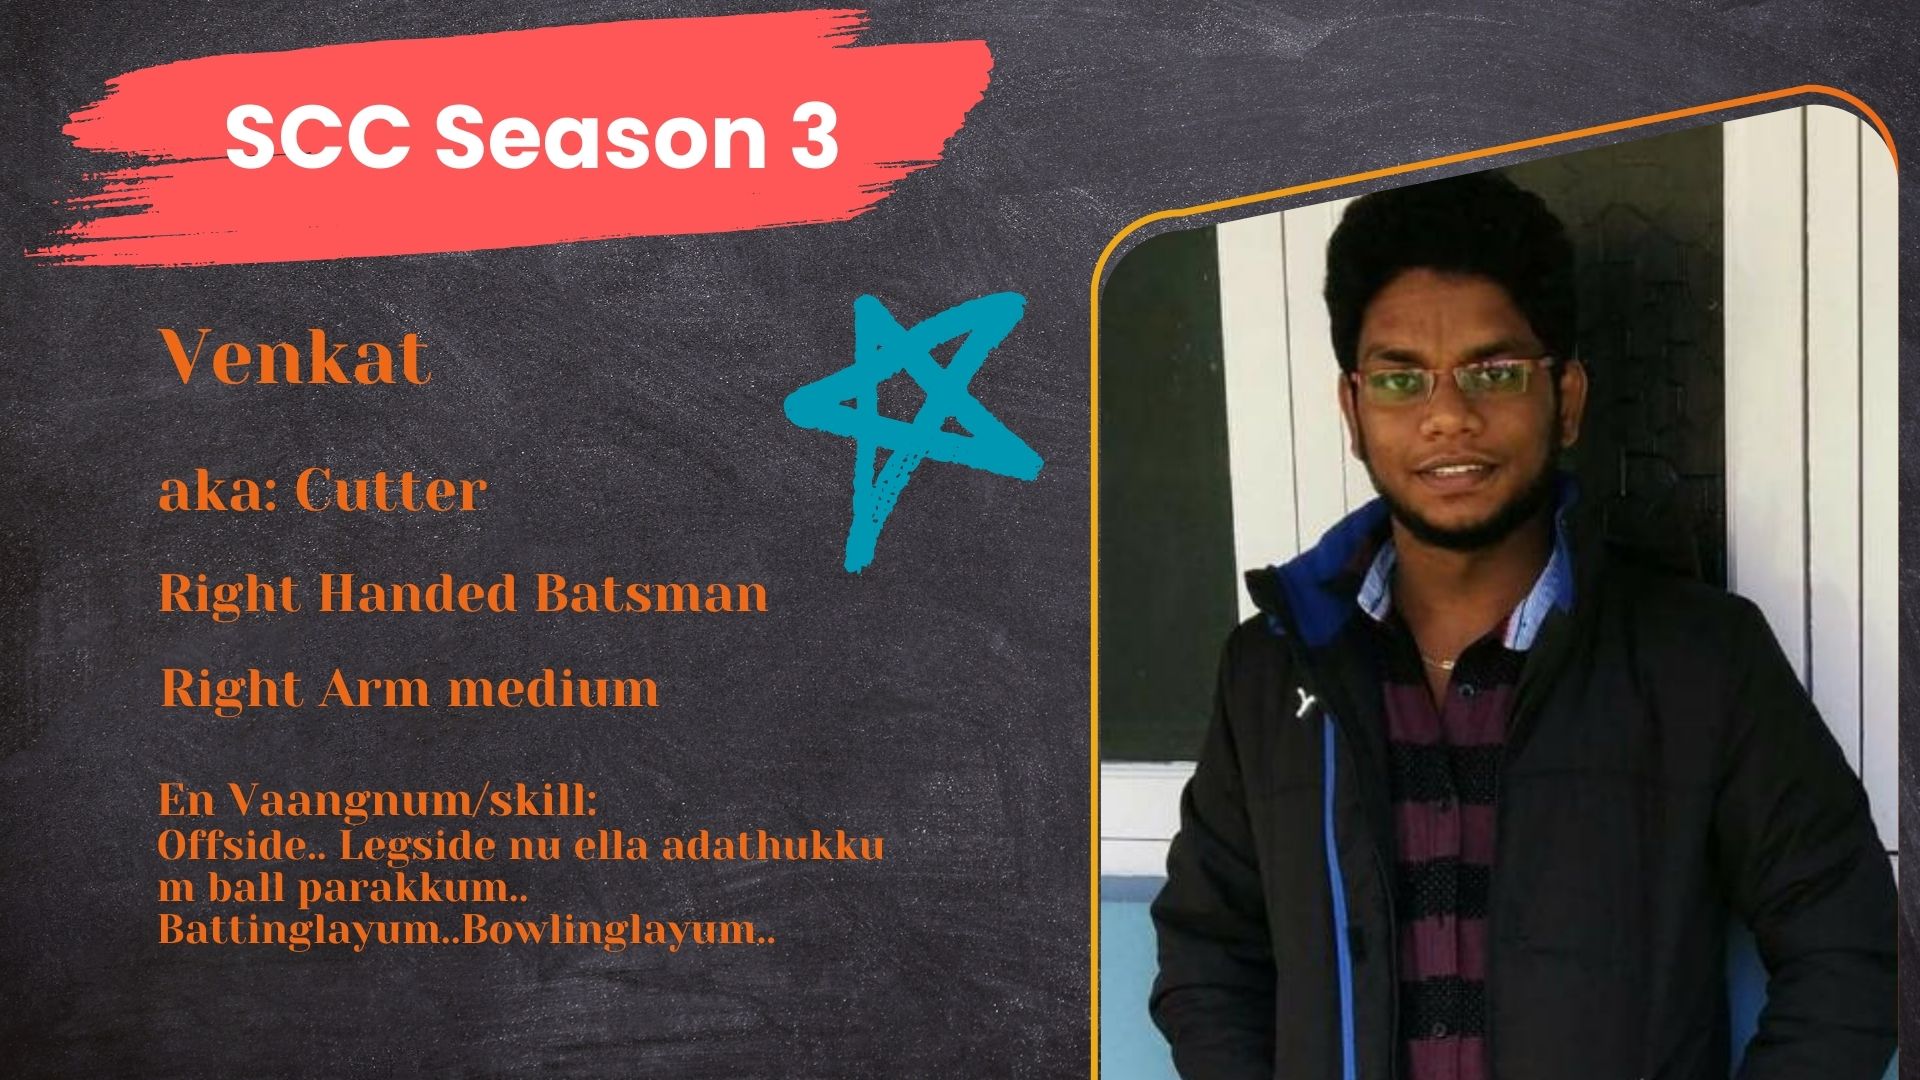 SCC Season 3
Venkat
aka: Cutter
Right Handed Batsman
Right Arm medium
En Vaangnum/skill:
Offside.. Legside nu ella adathukku
m ball parakkum..
Battinglayum..Bowlinglayum..